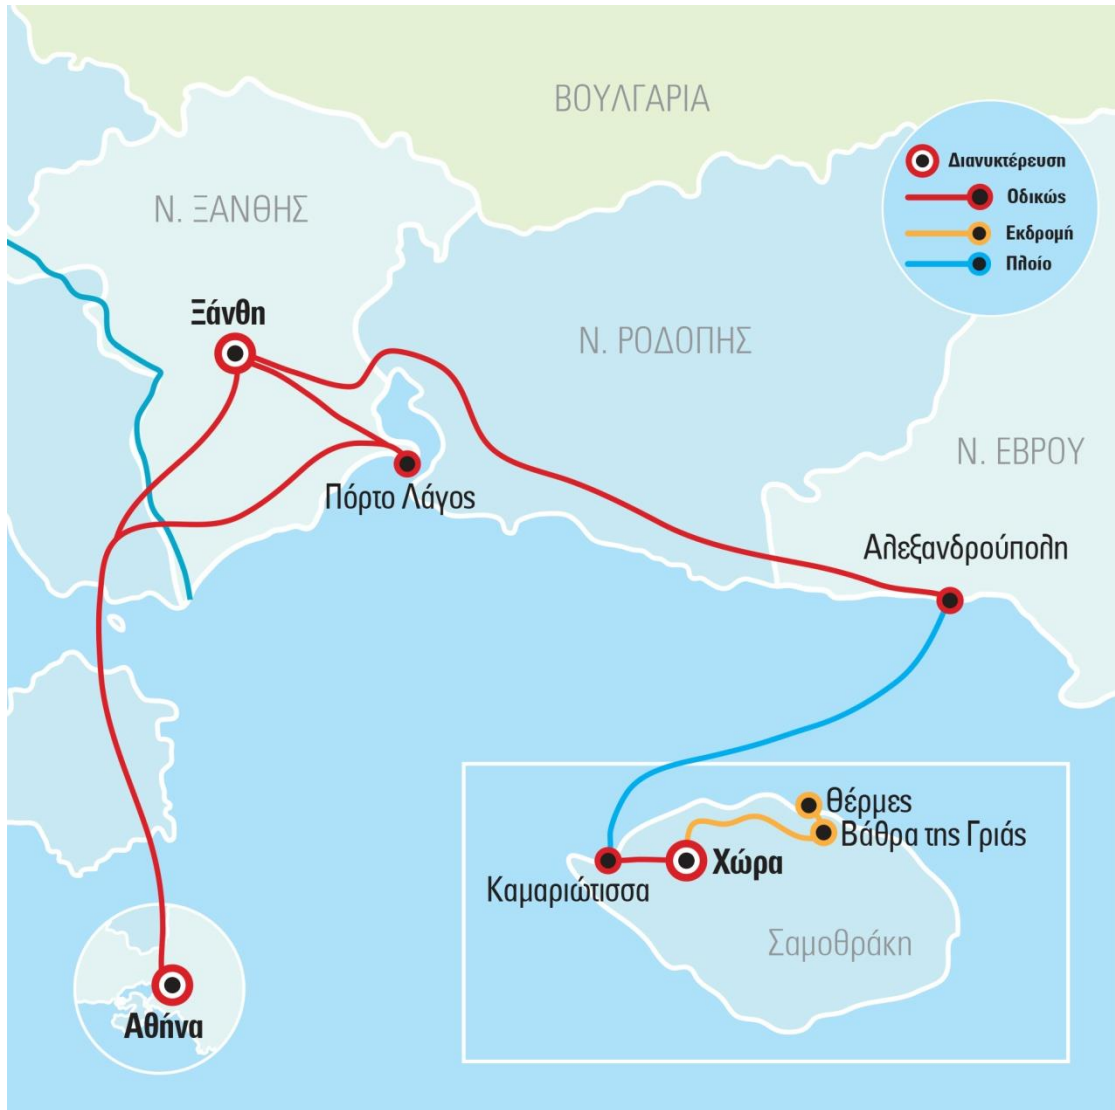 ΒΟΥΛΓΑΡΙΑ
Διανυκτέρευση
Οδικώς
Εκδρομή
Πλοίο
Ν. ΞΑΝΘΗΣ
Ξάνθη
Ν. ΡΟΔΟΠΗΣ
Ν. ΕΒΡΟΥ
Πόρτο Λάγος
Αλεξανδρούπολη
Θέρμες
Βάθρα της Γριάς
Χώρα
Καμαριώτισσα
Σαμοθράκη
Αθήνα